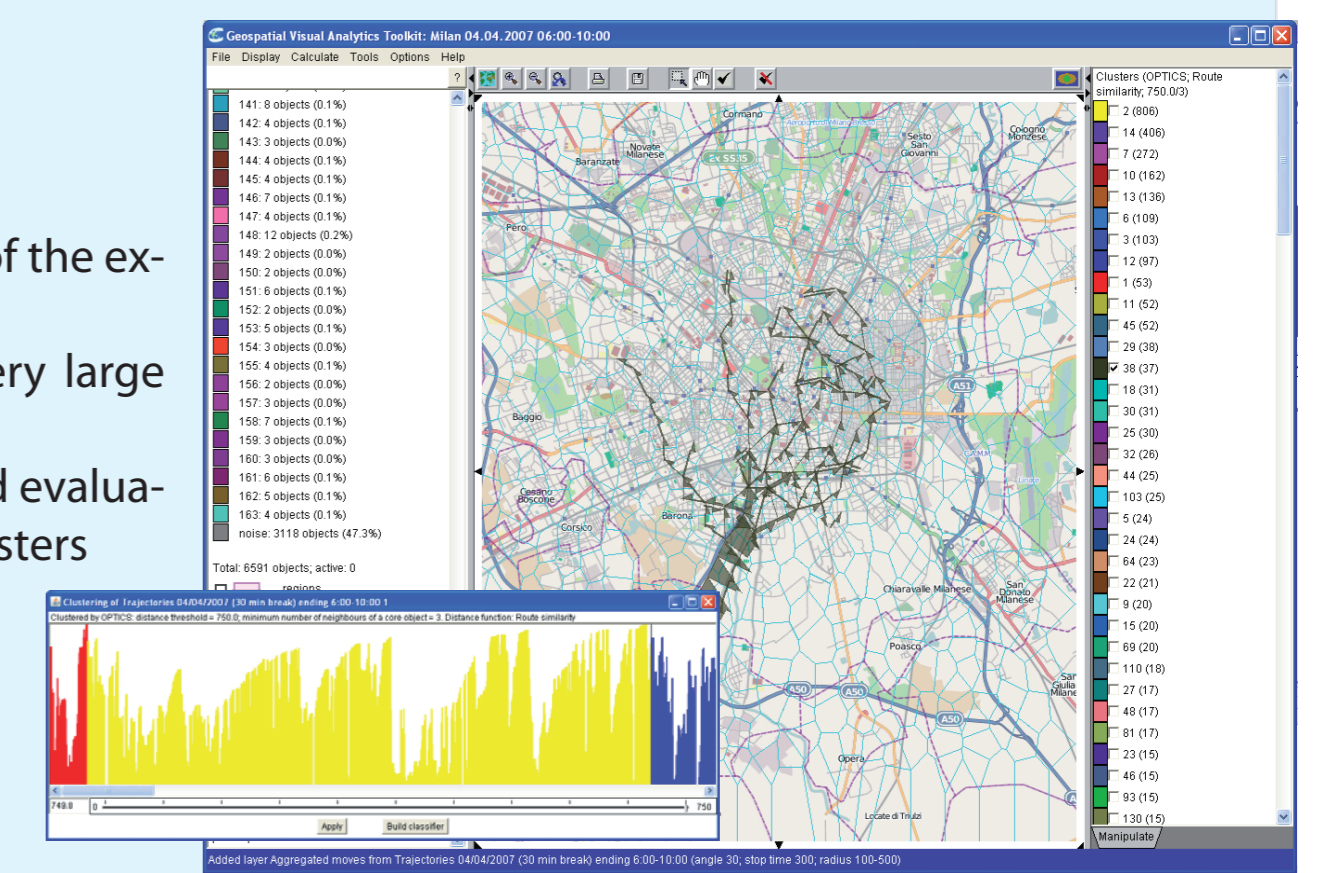 of the ex-
ery large
d evalua-
sters
Geospatial Visual Analytics Toolkit: Milan 04.04.2007 06:00-10:00
File Display Calculate Tools Options Help
?
141: 8 objects (0.1%)
142: 4 objects (0.1%)
143: 3 objects (0.0%)
144: 4 objects (0.1%)
145: 4 objects (0.1%)
146: 7 objects (0.1%)
147: 4 objects (0.1%)
148: 12 objects (0.2%)
149: 2 objects (0.0%)
150: 2 objects (0.0%)
151: 6 objects (0.1%)
152: 2 objects (0.0%)
153: 5 objects (0.1%)
154: 3 objects (0.0%)
155: 4 objects (0.1%)
156: 2 objects (0.0%)
157: 3 objects (0.0%)
158: 7 objects (0.1%)
159: 3 objects (0.0%)
160: 3 objects (0.0%)
161: 6 objects (0.1%)
162: 5 objects (0.1%)
163: 4 objects (0.1%)
noise: 3118 objects (47.3%)
Total: 6591 objects; active: 0
regions
Cormano
Novate
Milanese
Baranzate
2x SS35
Sesto
San
Giovanni
Cologno
Monzese
Pero
A51
Baggio
C.A.M.M.
Cesano
Boscone
Corsico
Barona
Chiaravalle Milanese
San
Donato
Milanese
Poasco
San
Giulia
Milane
A50
A50
A50
Opera
Locate di Triulzi
Clusters (OPTICS; Route
similarity; 750.0/3)
2 (806)
14 (406)
7 (272)
10 (162)
13 (136)
6 (109)
3 (103)
12 (97)
1 (53)
11 (52)
45 (52)
29 (38)
38 (37)
18 (31)
30 (31)
25 (30)
32 (26)
44 (25)
103 (25)
5 (24)
24 (24)
64 (23)
22 (21)
9 (20)
15 (20)
69 (20)
110 (18)
27 (17)
48 (17)
81 (17)
23 (15)
46 (15)
93 (15)
130 (15)
Manipulate
Clustering of Trajectories 04/04/2007 (30 min break) ending 6:00-10:00 1
Clustered by OPTICS: distance threshold = 750.0; minimum number of neighbours of a core object = 3. Distance function: Route similarity
749.8 0 750
Apply Build classifier
Added layer Aggregated moves from Trajectories 04/04/2007 (30 min break) ending 6:00-10:00 (angle 30; stop time 300; radius 100-500)